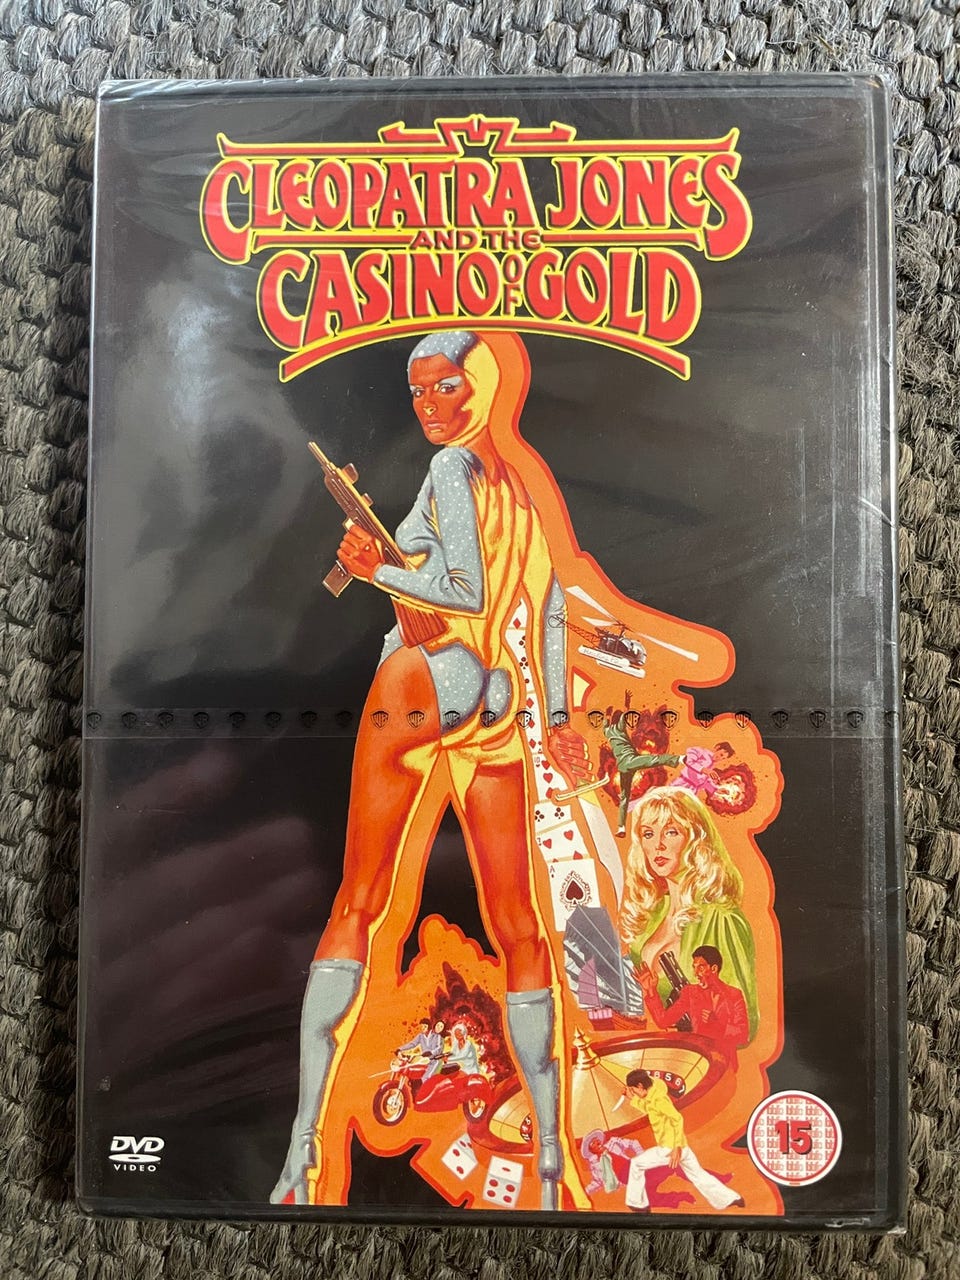 CLEOPATRA JONES
AND THE
CASINO OF GOLD
DVD
VIDEO
15